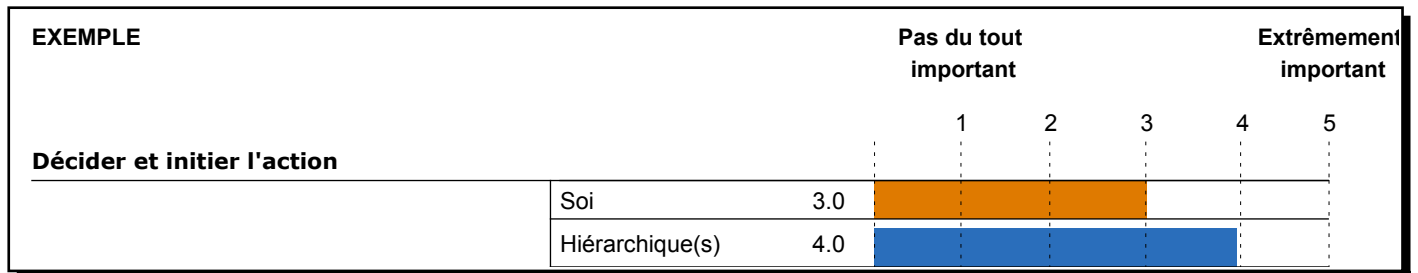 EXEMPLE
Pas du tout
important
Extrêmement
important
1 2 3 4 5
Décider et initier l'action
Soi 3.0
Hiérarchique(s) 4.0